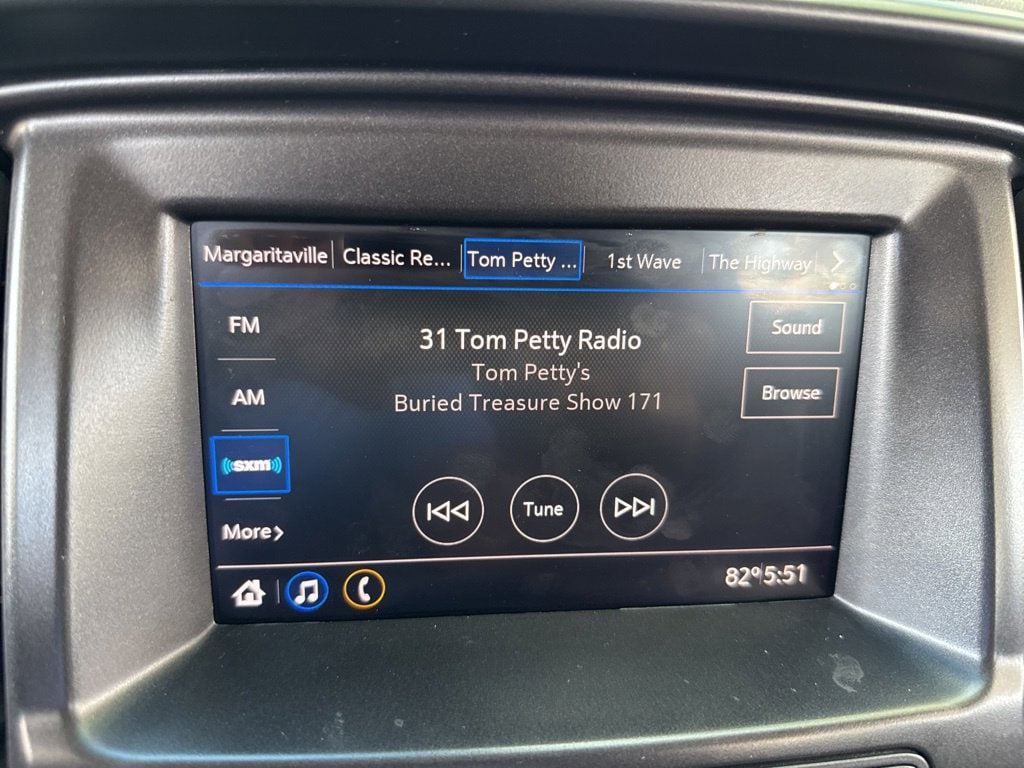 Margaritaville Classic Re... Tom Petty ... 1st Wave The Highway
FM
31 Tom Petty Radio
Sound
Tom Petty's
AM
Buried Treasure Show 171
Browse
sxm
Tune
More
82° 5:51